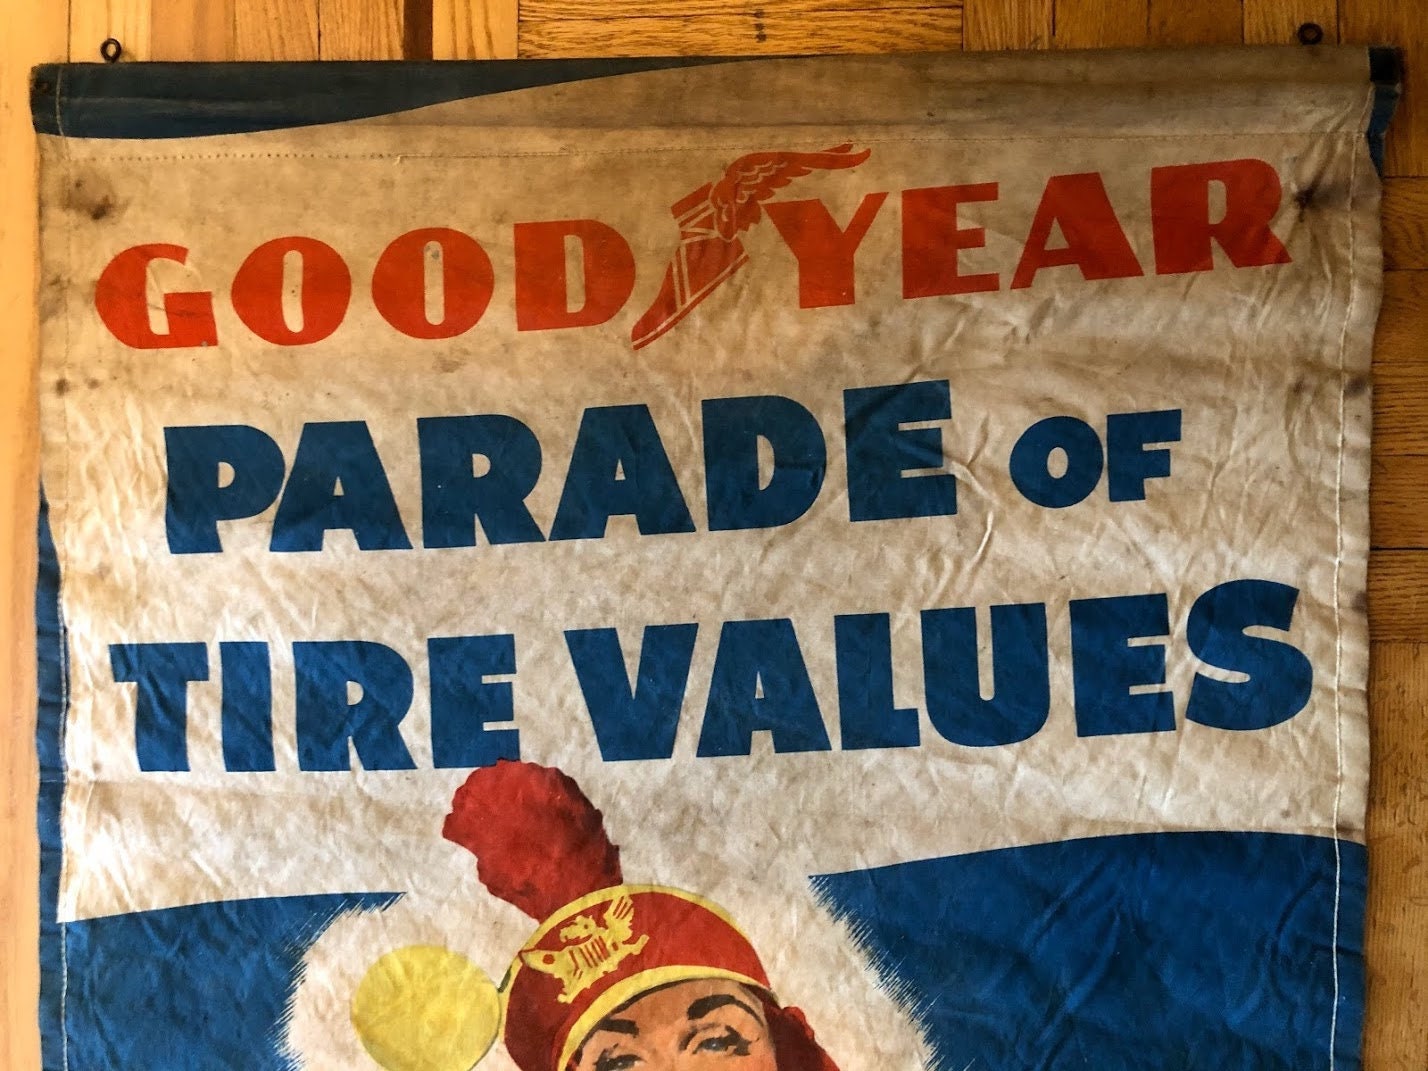 GOOD YEAR
PARADE OF
TIRE VALUES